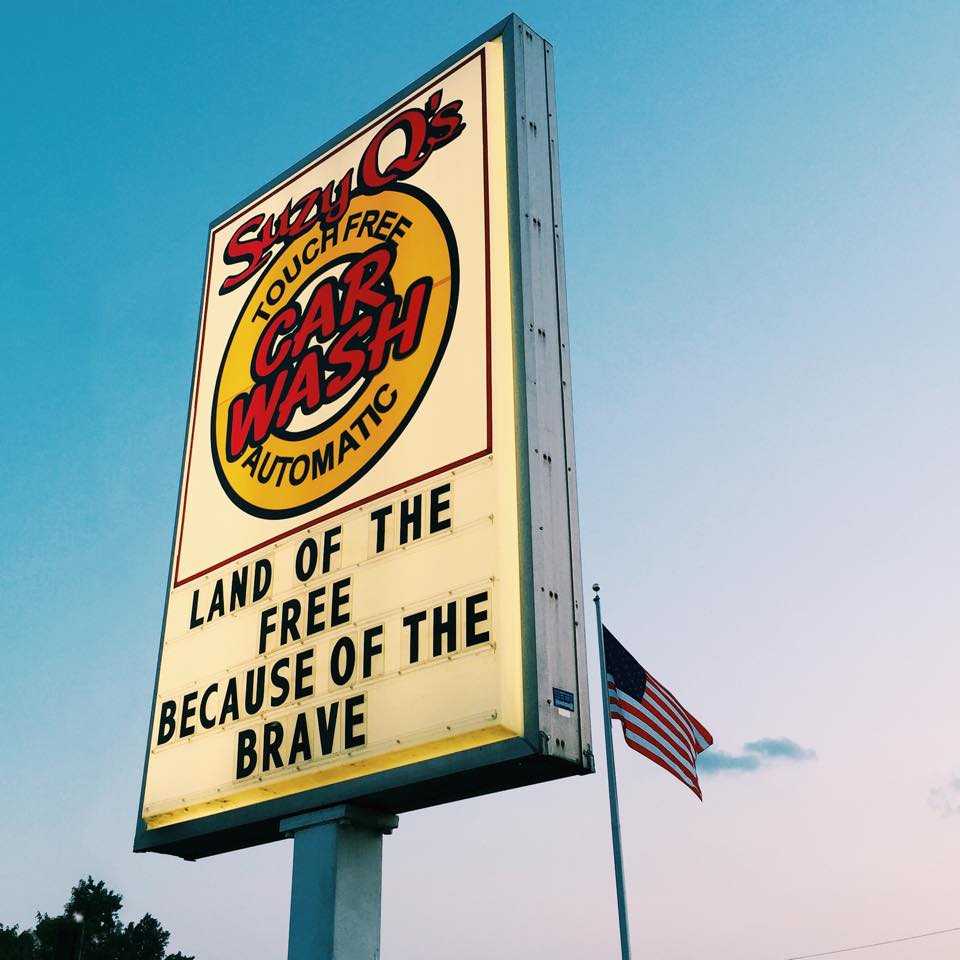 Suzy Q's
TOUCH FREE
CAR
WASH
AUTOMATIC
LAND OF THE
FREE
BECAUSE OF THE
BRAVE